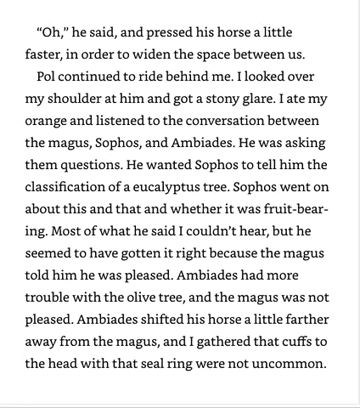 “Oh,” he said, and pressed his horse a little
faster, in order to widen the space between us.
Pol continued to ride behind me. I looked over
my shoulder at him and got a stony glare. I ate my
orange and listened to the conversation between
the magus, Sophos, and Ambiades. He was asking
them questions. He wanted Sophos to tell him the
classification of a eucalyptus tree. Sophos went on
about this and that and whether it was fruit-bear-
ing. Most of what he said I couldn’t hear, but he
seemed to have gotten it right because the magus
told him he was pleased. Ambiades had more
trouble with the olive tree, and the magus was not
pleased. Ambiades shifted his horse a little farther
away from the magus, and I gathered that cuffs to
the head with that seal ring were not uncommon.